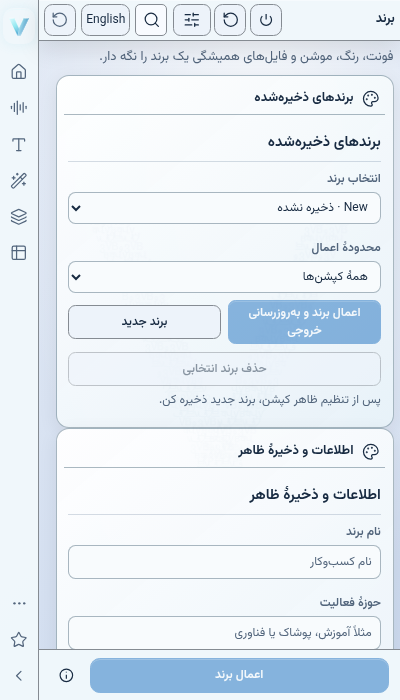 برند
English
فونت، رنگ، موشن و فایل‌های همیشگی یک برند را نگه دار.
برندهای ذخیره‌شده
برندهای ذخیره‌شده
انتخاب برند
New · ذخیره نشده
محدودهٔ اعمال
همهٔ کپشن‌ها
اعمال برند و به‌روزرسانی
خروجی
برند جدید
حذف برند انتخابی
پس از تنظیم ظاهر کپشن، برند جدید ذخیره کن.
اطلاعات و ذخیرهٔ ظاهر
اطلاعات و ذخیرهٔ ظاهر
نام برند
نام کسب‌وکار
حوزهٔ فعالیت
مثلاً آموزش، پوشاک یا فناوری
اعمال برند